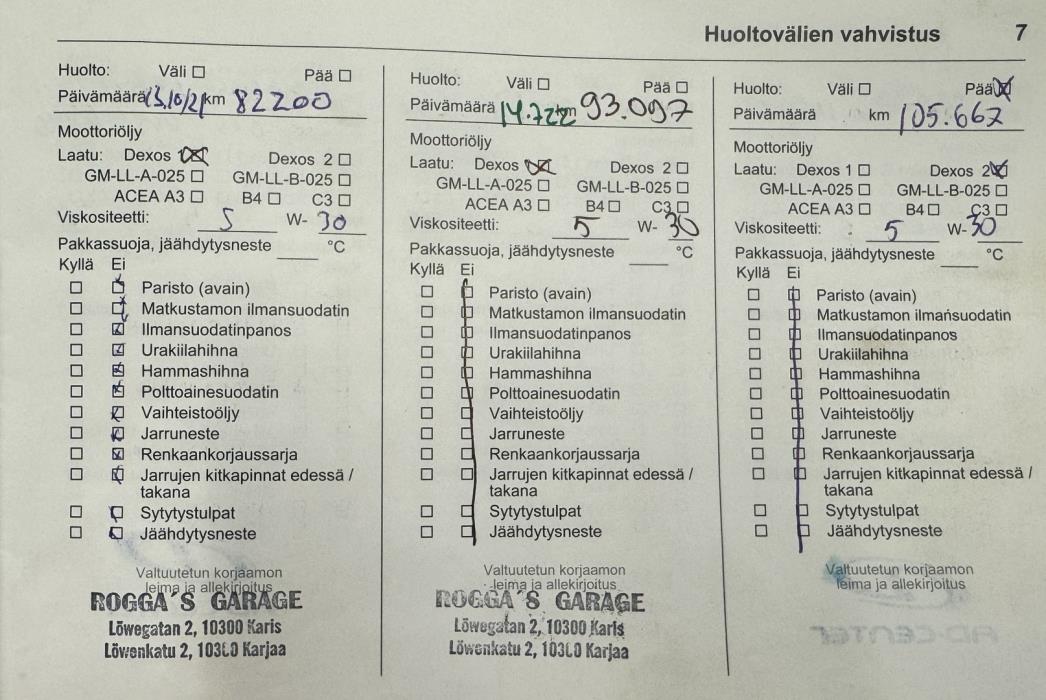 Huoltovälien vahvistus 7
Huolto: Väli ☐ Pää ☐
Päivämäärä 13,10/21 km 82200
Moottoriöljy
Laatu: Dexos 1 ☒ Dexos 2 ☐
GM-LL-A-025 ☐ GM-LL-B-025 ☐
ACEA A3 ☐ B4 ☐ C3 ☐
Viskositeetti: 5 W- 30
Pakkassuoja, jäähdytysneste ____ °C
Kyllä Ei
☐ ☑ Paristo (avain)
☐ ☑ Matkustamon ilmansuodatin
☐ ☑ Ilmansuodatinpanos
☐ ☑ Urakiilahihna
☐ ☑ Hammashihna
☐ ☑ Polttoainesuodatin
☐ ☑ Vaihteistoöljy
☐ ☑ Jarruneste
☐ ☑ Renkaankorjaussarja
☐ ☑ Jarrujen kitkapinnat edessä /
takana
☐ ☑ Sytytystulpat
☐ ☑ Jäähdytysneste
Valtuutetun korjaamon
leima ja allekirjoitus
ROGGA´S GARAGE
Löwegatan 2, 10300 Karis
Löwenkatu 2, 10300 Karjaa
Huolto: Väli ☐ Pää ☐
Päivämäärä 14.7.22 km 93.097
Moottoriöljy
Laatu: Dexos 1 ☒ Dexos 2 ☐
GM-LL-A-025 ☐ GM-LL-B-025 ☐
ACEA A3 ☐ B4 ☐ C3 ☐
Viskositeetti: 5 W- 30
Pakkassuoja, jäähdytysneste ____ °C
Kyllä Ei
☐ ☐ Paristo (avain)
☐ ☐ Matkustamon ilmansuodatin
☐ ☐ Ilmansuodatinpanos
☐ ☐ Urakiilahihna
☐ ☐ Hammashihna
☐ ☐ Polttoainesuodatin
☐ ☐ Vaihteistoöljy
☐ ☐ Jarruneste
☐ ☐ Renkaankorjaussarja
☐ ☐ Jarrujen kitkapinnat edessä /
takana
☐ ☐ Sytytystulpat
☐ ☐ Jäähdytysneste
Valtuutetun korjaamon
leima ja allekirjoitus
ROGGA´S GARAGE
Löwegatan 2, 10300 Karis
Löwenkatu 2, 10300 Karjaa
Huolto: Väli ☐ Pää ☒
Päivämäärä km 105.667
Moottoriöljy
Laatu: Dexos 1 ☐ Dexos 2 ☒
GM-LL-A-025 ☐ GM-LL-B-025 ☐
ACEA A3 ☐ B4 ☐ C3 ☐
Viskositeetti: 5 W- 30
Pakkassuoja, jäähdytysneste ____ °C
Kyllä Ei
☐ ☐ Paristo (avain)
☐ ☐ Matkustamon ilmansuodatin
☐ ☐ Ilmansuodatinpanos
☐ ☐ Urakiilahihna
☐ ☐ Hammashihna
☐ ☐ Polttoainesuodatin
☐ ☐ Vaihteistoöljy
☐ ☐ Jarruneste
☐ ☐ Renkaankorjaussarja
☐ ☐ Jarrujen kitkapinnat edessä /
takana
☐ ☐ Sytytystulpat
☐ ☐ Jäähdytysneste
Valtuutetun korjaamon
leima ja allekirjoitus
AD-CENTER